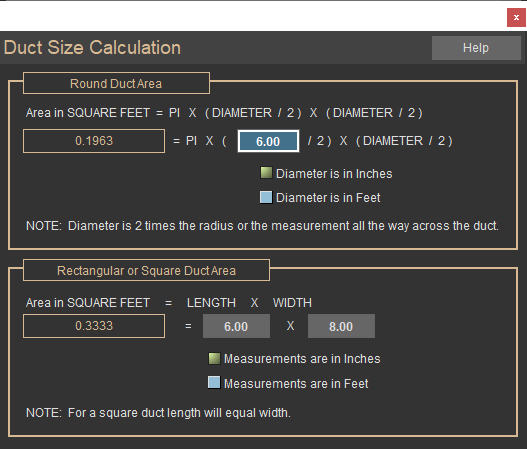 x
Duct Size Calculation
Help
Round Duct Area
Area in SQUARE FEET = PI X ( DIAMETER / 2 ) X ( DIAMETER / 2 )
0.1963 = PI X ( 6.00 / 2 ) X ( DIAMETER / 2 )
Diameter is in Inches
Diameter is in Feet
NOTE: Diameter is 2 times the radius or the measurement all the way across the duct.
Rectangular or Square Duct Area
Area in SQUARE FEET = LENGTH X WIDTH
0.3333 = 6.00 X 8.00
Measurements are in Inches
Measurements are in Feet
NOTE: For a square duct length will equal width.